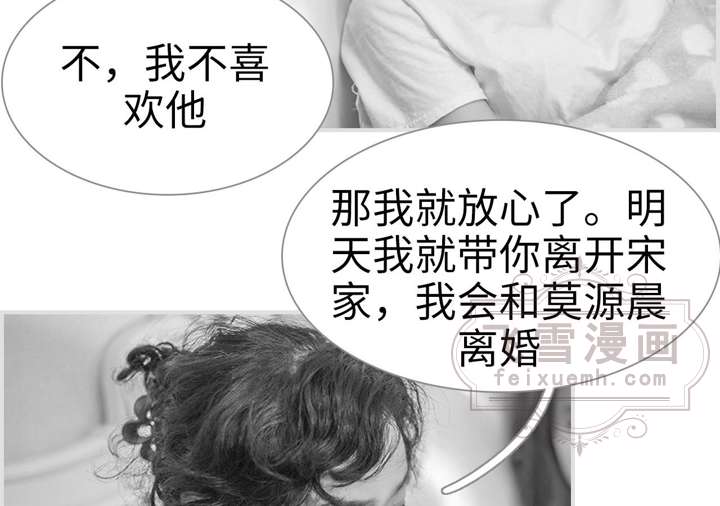 不，我不喜
欢他
那我就放心了。明
天我就带你离开宋
家，我会和莫源晨
离婚
飞雪漫画
feixuemh.com